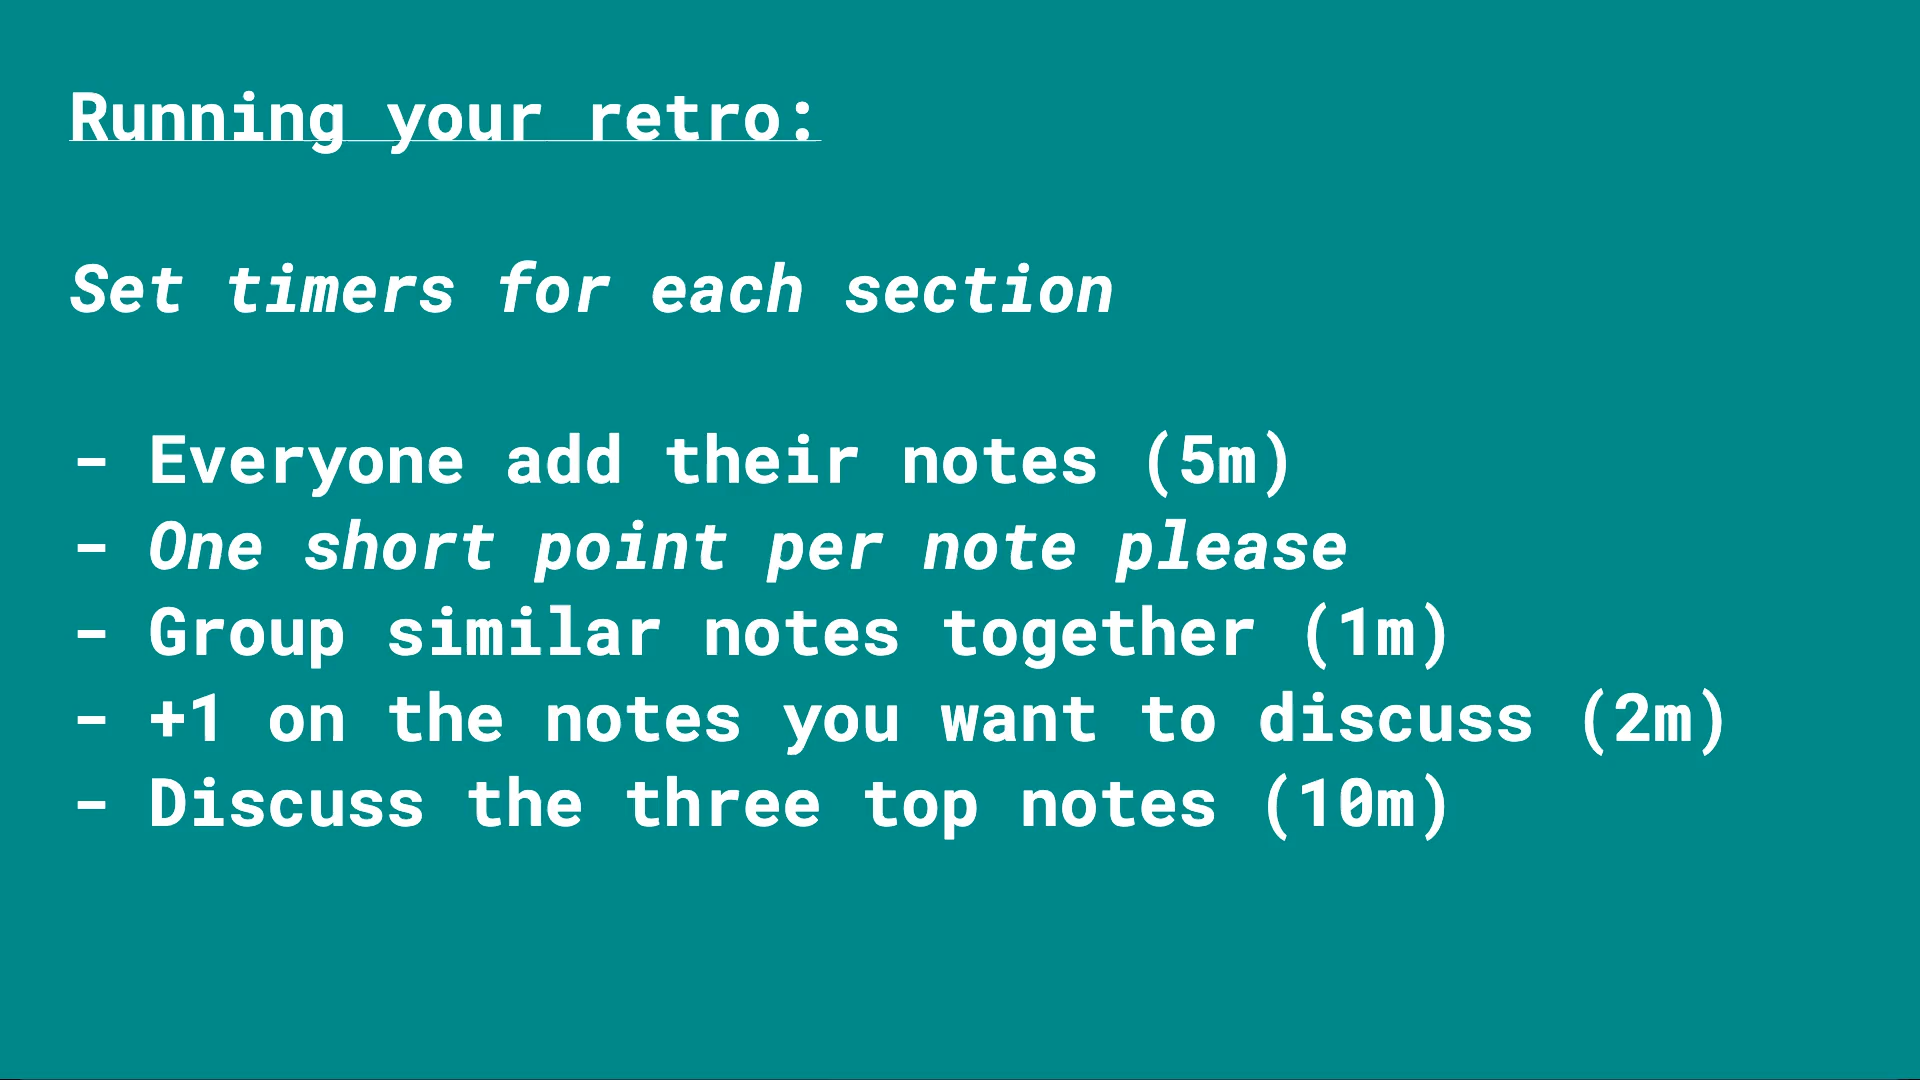 Running your retro:
Set timers for each section
- Everyone add their notes (5m)
- One short point per note please
- Group similar notes together (1m)
- +1 on the notes you want to discuss (2m)
- Discuss the three top notes (10m)